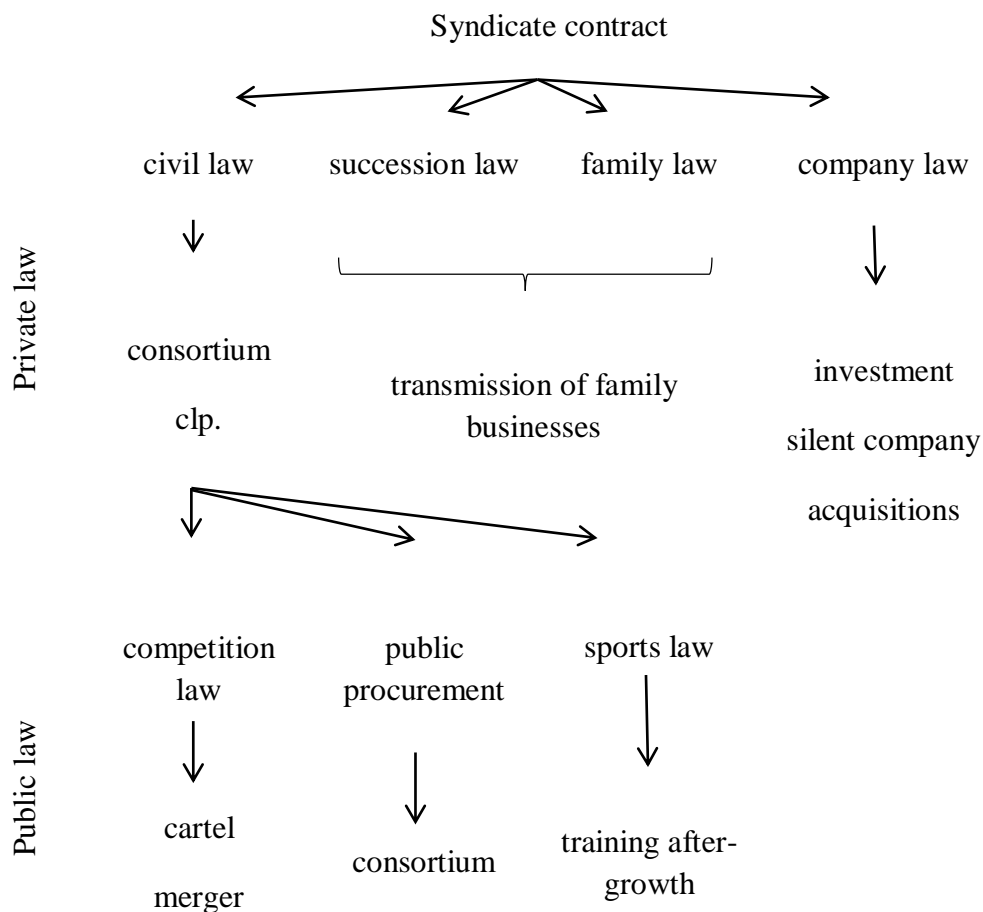 Syndicate contract
civil law
succession law
family law
company law
Private law
consortium
clp.
transmission of family
businesses
investment
silent company
acquisitions
Public law
competition
law
public
procurement
sports law
cartel
merger
consortium
training after-
growth